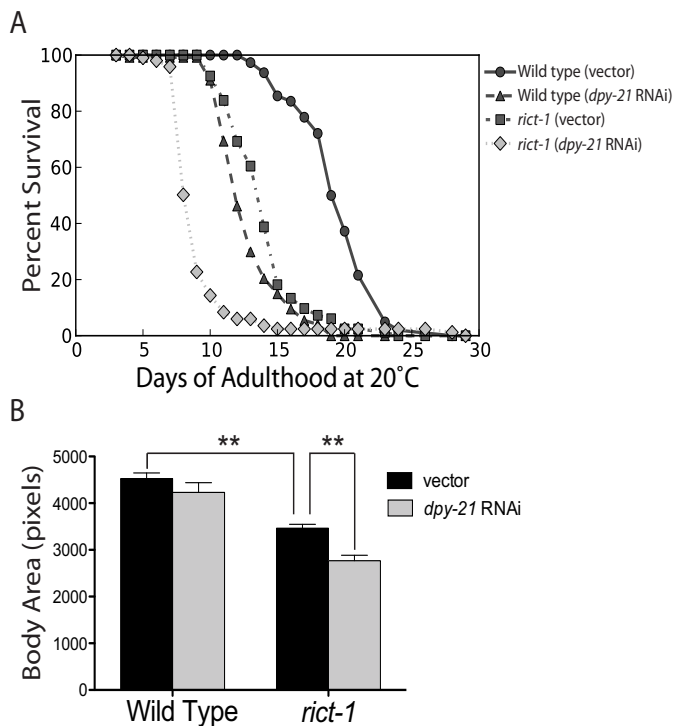 A
Percent Survival
100
80
60
40
20
0
0
5
10
15
20
25
30
Days of Adulthood at 20˚C
Wild type (vector)
Wild type (dpy-21 RNAi)
rict-1 (vector)
rict-1 (dpy-21 RNAi)
B
Body Area (pixels)
5000
4000
3000
2000
1000
0
**
**
vector
dpy-21 RNAi
Wild Type
rict-1